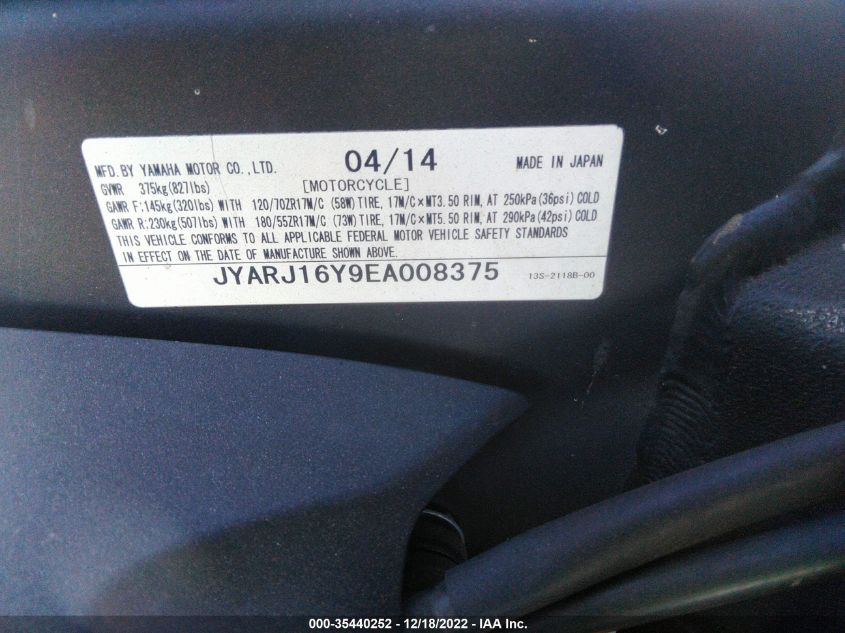 MFD. BY YAMAHA MOTOR CO.,LTD. 04/14 MADE IN JAPAN
GVWR 375kg(827lbs) [MOTORCYCLE]
GAWR F:145kg(320lbs) WITH 120/70ZR17M/C (58W) TIRE, 17M/C×MT3.50 RIM, AT 250kPa(36psi) COLD
GAWR R:230kg(507lbs) WITH 180/55ZR17M/C (73W) TIRE, 17M/C×MT5.50 RIM, AT 290kPa(42psi) COLD
THIS VEHICLE CONFORMS TO ALL APPLICABLE FEDERAL MOTOR VEHICLE SAFETY STANDARDS
IN EFFECT ON THE DATE OF MANUFACTURE SHOWN ABOVE.
JYARJ16Y9EA008375 13S-2118B-00
000-35440252 - 12/18/2022 - IAA Inc.